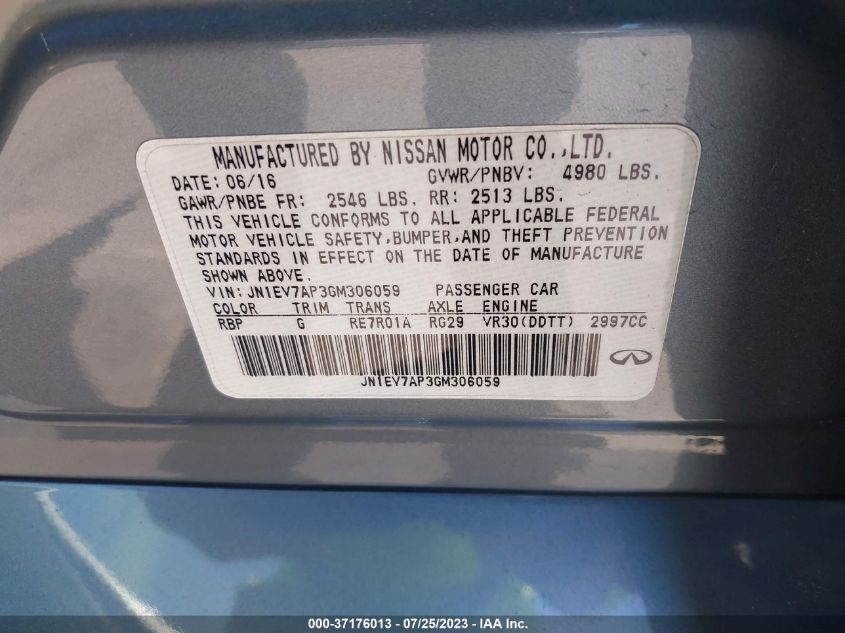 MANUFACTURED BY NISSAN MOTOR CO.,LTD.
DATE: 06/16 GVWR/PNBV: 4980 LBS.
GAWR/PNBE FR: 2546 LBS. RR: 2513 LBS.
THIS VEHICLE CONFORMS TO ALL APPLICABLE FEDERAL
MOTOR VEHICLE SAFETY,BUMPER,AND THEFT PREVENTION
STANDARDS IN EFFECT ON THE DATE OF MANUFACTURE
SHOWN ABOVE.
VIN: JN1EV7AP3GM306059 PASSENGER CAR
COLOR TRIM TRANS AXLE ENGINE
RBP G RE7R01A RG29 VR30(DDTT) 2997CC
JN1EV7AP3GM306059
000-37176013 - 07/25/2023 - IAA Inc.